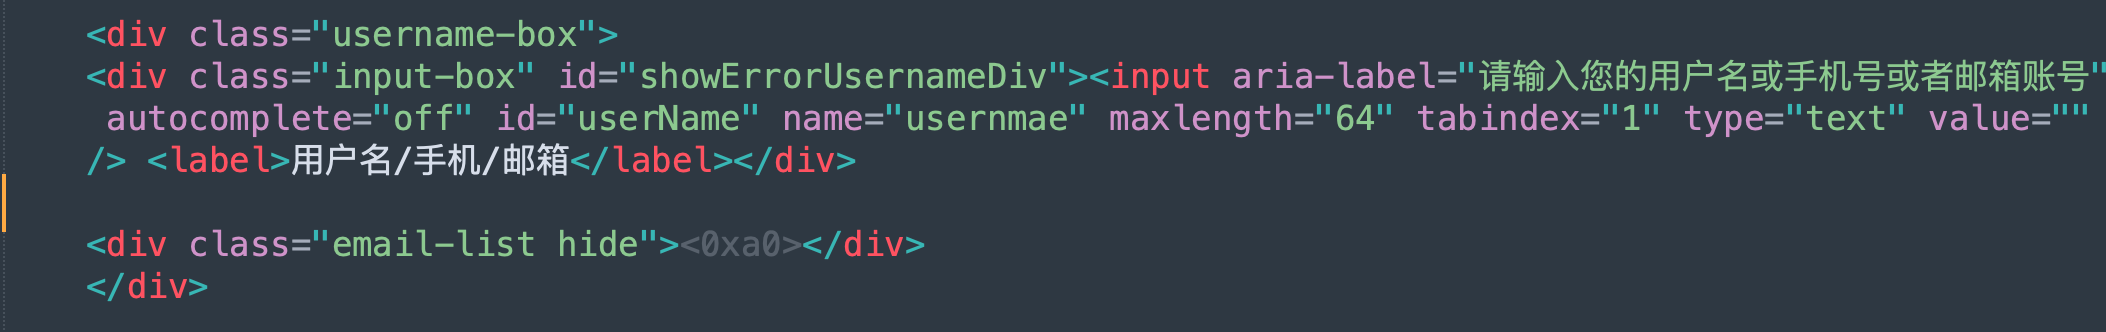 <div class="username-box">
<div class="input-box" id="showErrorUsernameDiv"><input aria-label="请输入您的用户名或手机号或者邮箱账号"
autocomplete="off" id="userName" name="usernmae" maxlength="64" tabindex="1" type="text" value=""
/> <label>用户名/手机/邮箱</label></div>
<div class="email-list hide"><0xa0></div>
</div>